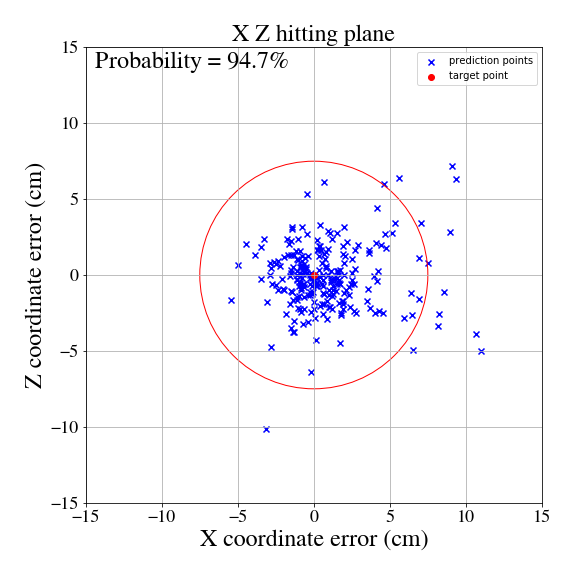 X Z hitting plane
Probability = 94.7%
prediction points
target point
15
10
5
0
−5
−10
−15
Z coordinate error (cm)
−15 −10 −5 0 5 10 15
X coordinate error (cm)